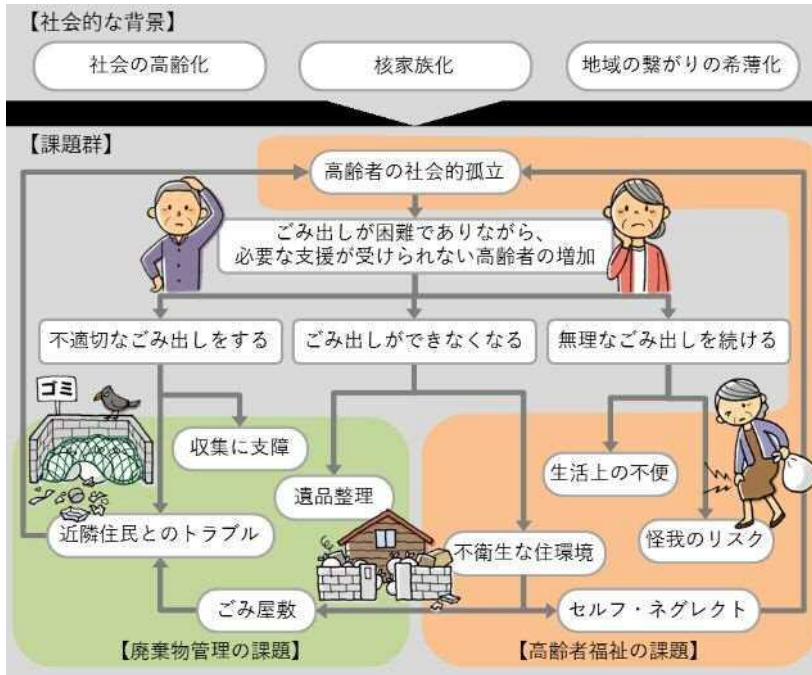 【社会的な背景】
社会の高齢化
核家族化
地域の繋がりの希薄化
【課題群】
高齢者の社会的孤立
ごみ出しが困難でありながら、
必要な支援が受けられない高齢者の増加
不適切なごみ出しをする
ごみ出しができなくなる
無理なごみ出しを続ける
ゴミ
収集に支障
遺品整理
生活上の不便
近隣住民とのトラブル
不衛生な住環境
怪我のリスク
ごみ屋敷
セルフ・ネグレクト
【廃棄物管理の課題】
【高齢者福祉の課題】